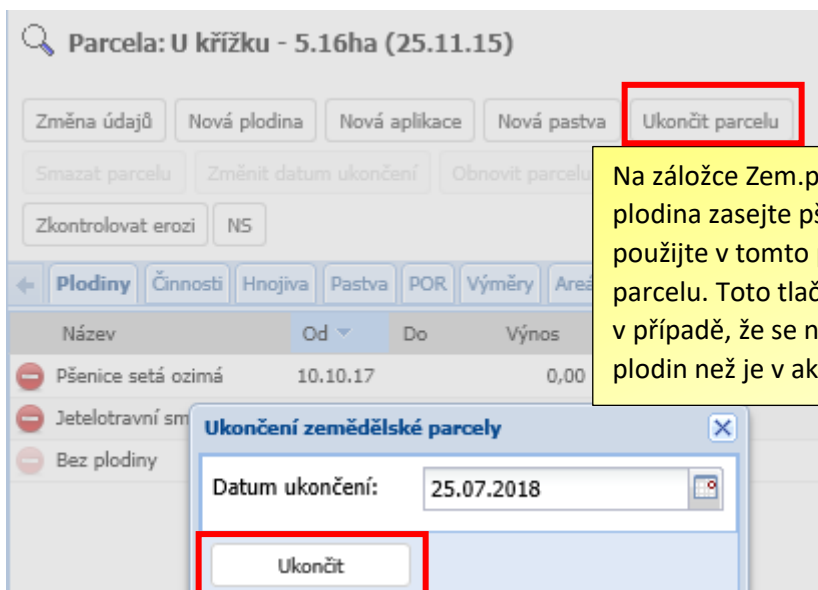 Parcela: U křížku - 5.16ha (25.11.15)
Změna údajů Nová plodina Nová aplikace Nová pastva Ukončit parcelu
Smazat parcelu Změnit datum ukončení Obnovit parcelu
Zkontrolovat erozi NS
Na záložce Zem.p
plodina zasejte pš
použijte v tomto
parcelu. Toto tlač
v případě, že se n
plodin než je v ak
Plodiny Činnosti Hnojiva Pastva POR Výměry Areá
Název Od Do Výnos
Pšenice setá ozimá 10.10.17 0,00
Jetelotravní sm
Bez plodiny
Ukončení zemědělské parcely
Datum ukončení: 25.07.2018
Ukončit